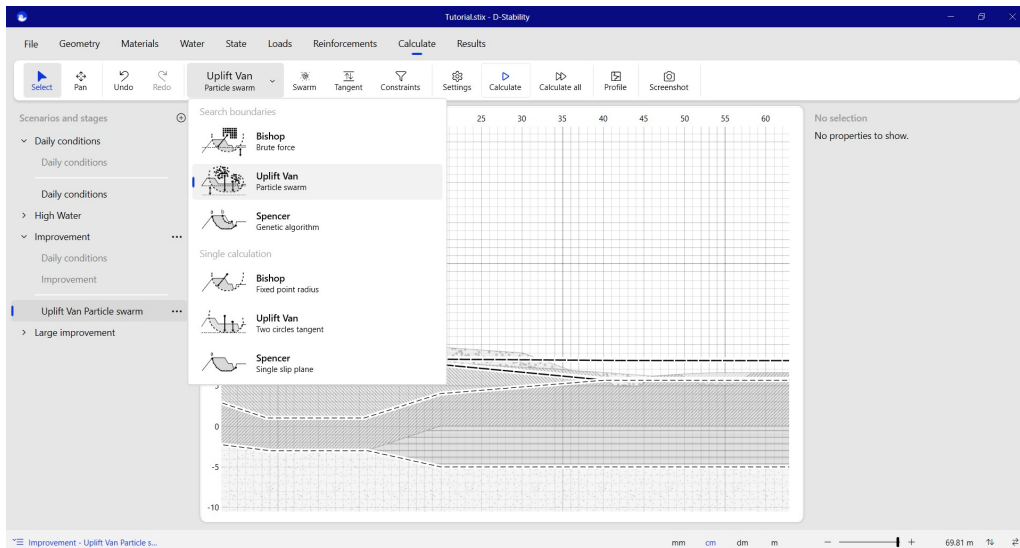 Tutorial.stix - D-Stability
File Geometry Materials Water State Loads Reinforcements Calculate Results
Select Pan Undo Redo Uplift Van Particle swarm Swarm Tangent Constraints Settings Calculate Calculate all Profile Screenshot
Scenarios and stages
Daily conditions
Daily conditions
Daily conditions
High Water
Improvement
Daily conditions
Improvement
Uplift Van Particle swarm
Large improvement
Search boundaries
Bishop
Brute force
Uplift Van
Particle swarm
Spencer
Genetic algorithm
Single calculation
Bishop
Fixed point radius
Uplift Van
Two circles tangent
Spencer
Single slip plane
25 30 35 40 45 50 55 60
5
0
-5
-10
No selection
No properties to show.
Improvement - Uplift Van Particle s...
mm cm dm m
69.81 m